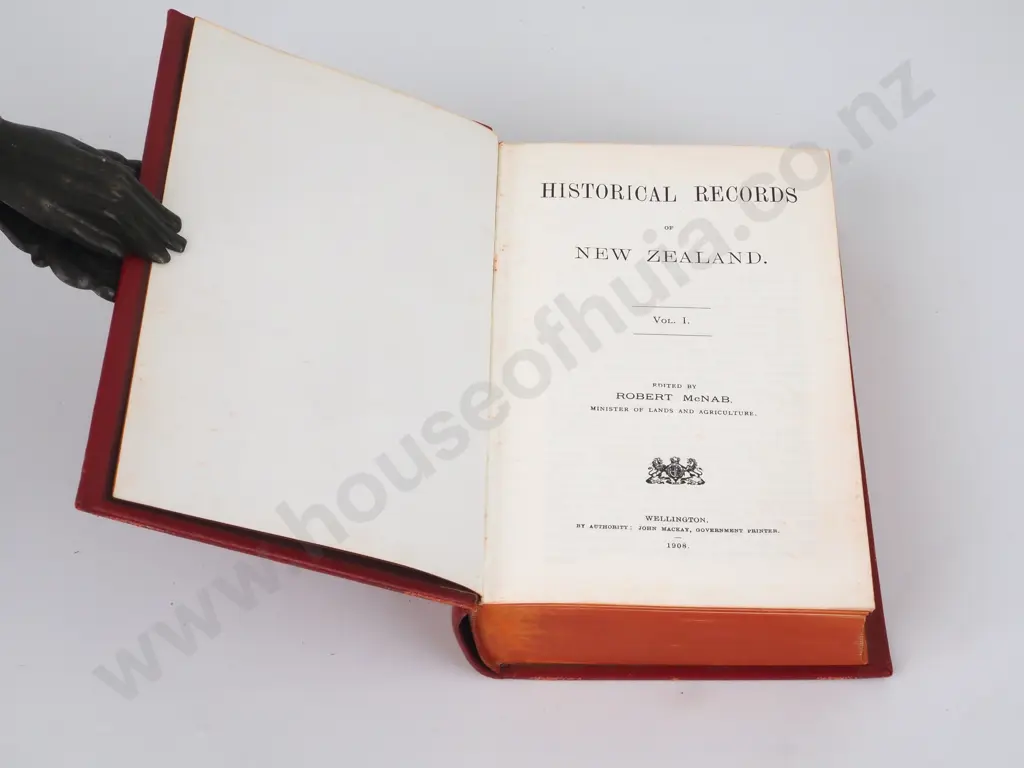 HISTORICAL RECORDS
OF
NEW ZEALAND.
VOL. I.
EDITED BY
ROBERT McNAB,
MINISTER OF LANDS AND AGRICULTURE.
WELLINGTON.
BY AUTHORITY: JOHN MACKAY, GOVERNMENT PRINTER.
1908.
www.houseofhuia.co.nz